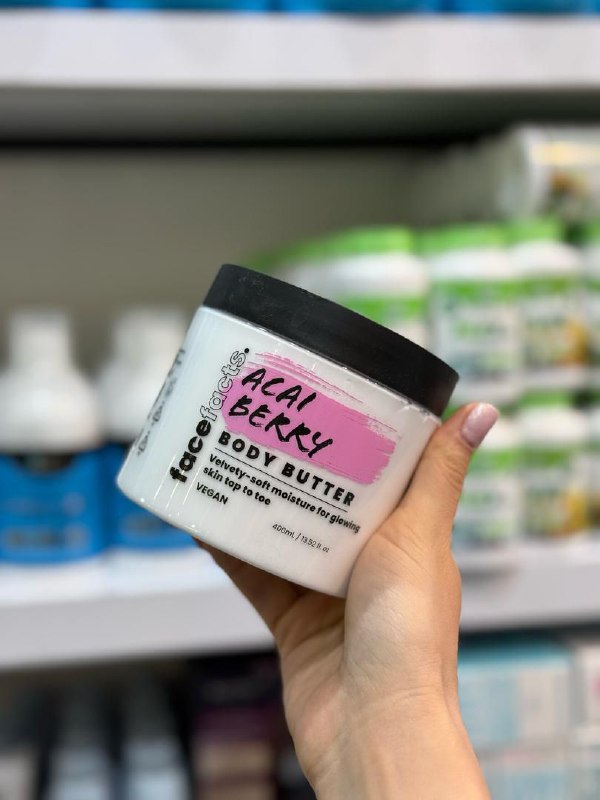 facefacts.
ACAI
BERRY
BODY BUTTER
Velvety-soft moisture for glowing
skin top to toe
VEGAN
400mL / 13.52 fl. oz